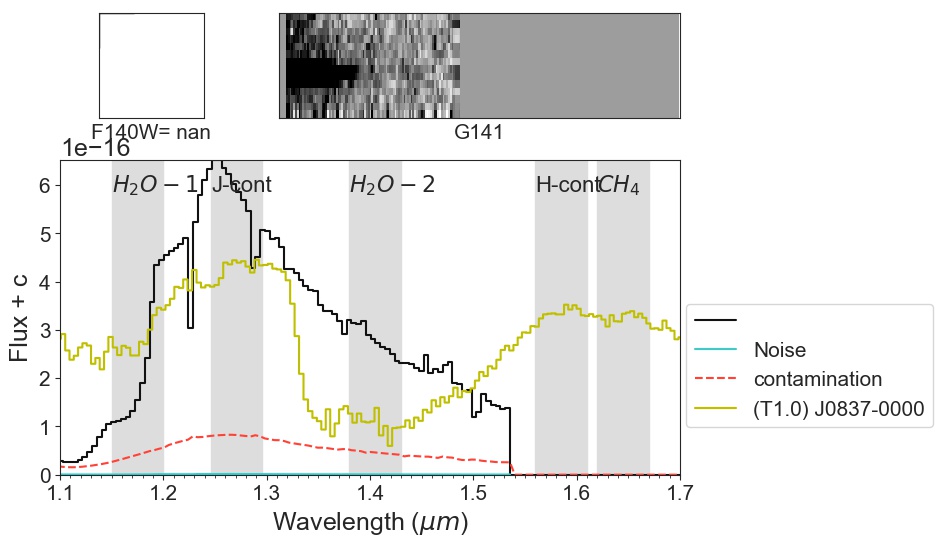 F140W= nan
G141
1e−16
H₂O − 1
J-cont
H₂O − 2
H-cont
CH₄
6
5
4
3
2
1
0
Flux + c
1.1 1.2 1.3 1.4 1.5 1.6 1.7
Wavelength (μm)
Noise
contamination
(T1.0) J0837-0000